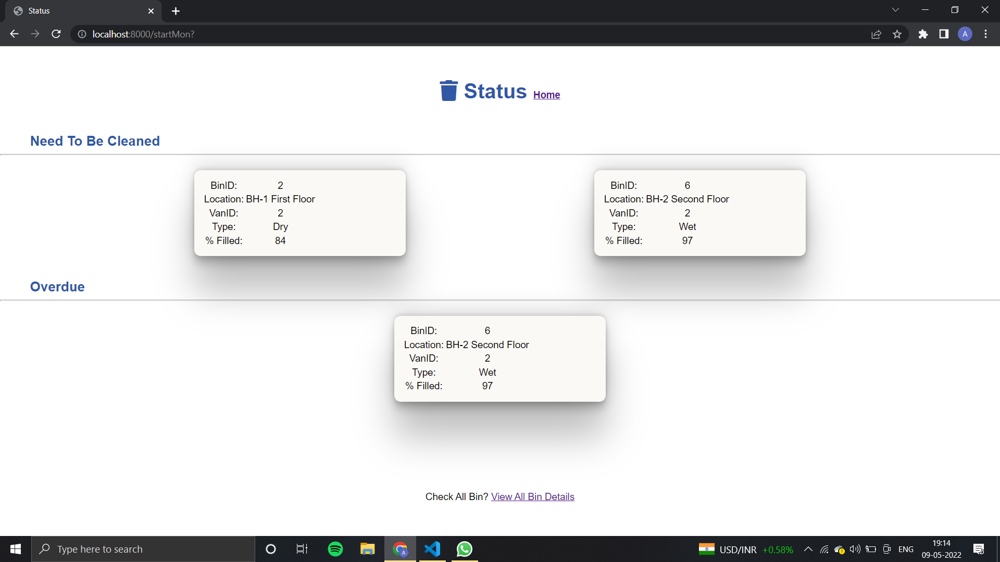 Status
localhost:8000/startMon?
A
Status Home
Need To Be Cleaned
BinID: 2
Location: BH-1 First Floor
VanID: 2
Type: Dry
% Filled: 84
BinID: 6
Location: BH-2 Second Floor
VanID: 2
Type: Wet
% Filled: 97
Overdue
BinID: 6
Location: BH-2 Second Floor
VanID: 2
Type: Wet
% Filled: 97
Check All Bin? View All Bin Details
Type here to search
A
USD/INR +0.58%
ENG
19:14
09-05-2022